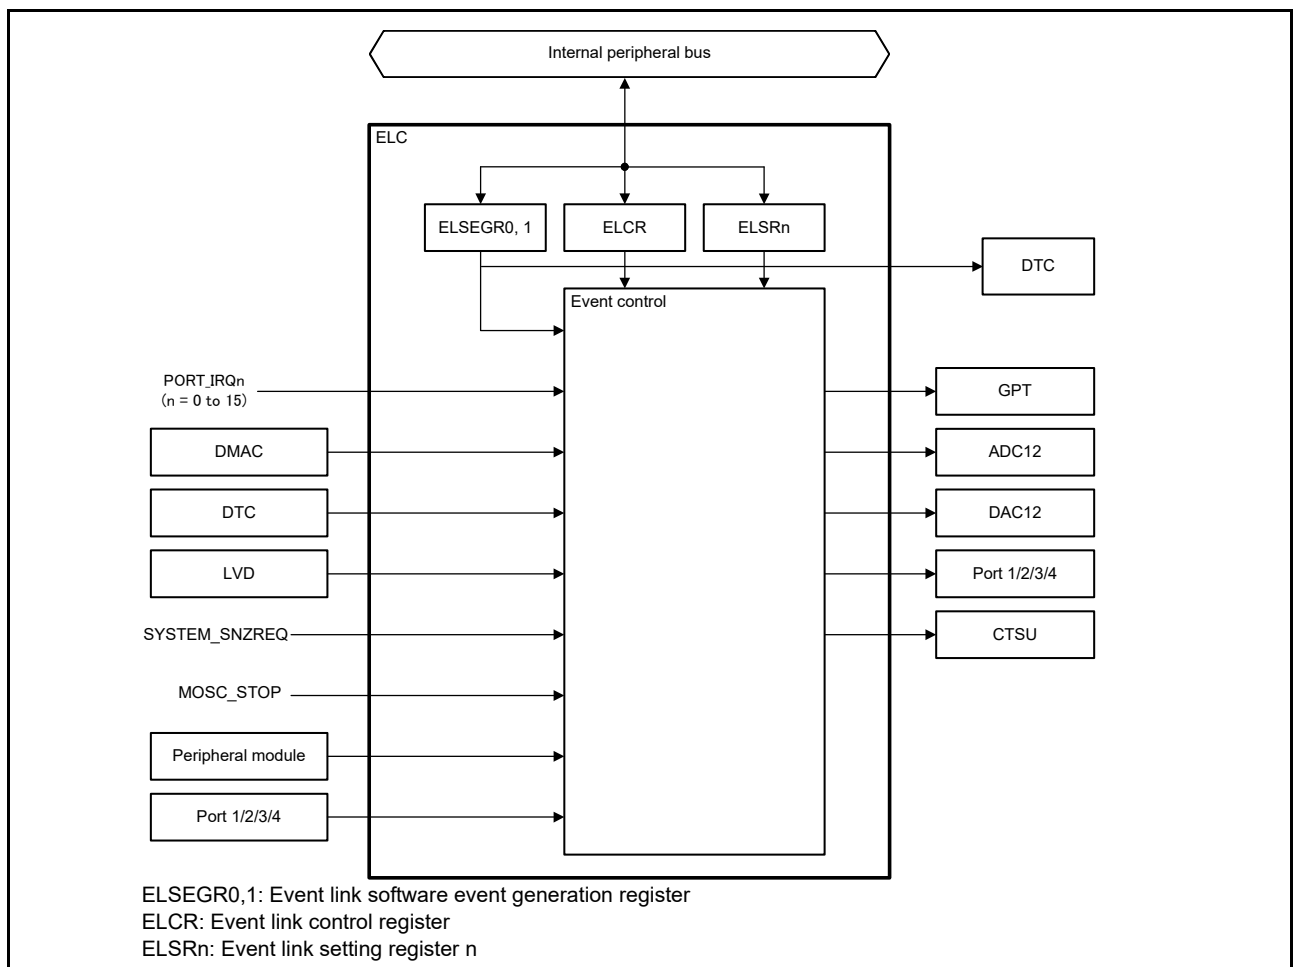 Internal peripheral bus
ELC
ELSEGR0, 1
ELCR
ELSRn
DTC
Event control
PORT_IRQn
(n = 0 to 15)
GPT
DMAC
ADC12
DTC
DAC12
LVD
Port 1/2/3/4
SYSTEM_SNZREQ
CTSU
MOSC_STOP
Peripheral module
Port 1/2/3/4
ELSEGR0,1: Event link software event generation register
ELCR: Event link control register
ELSRn: Event link setting register n